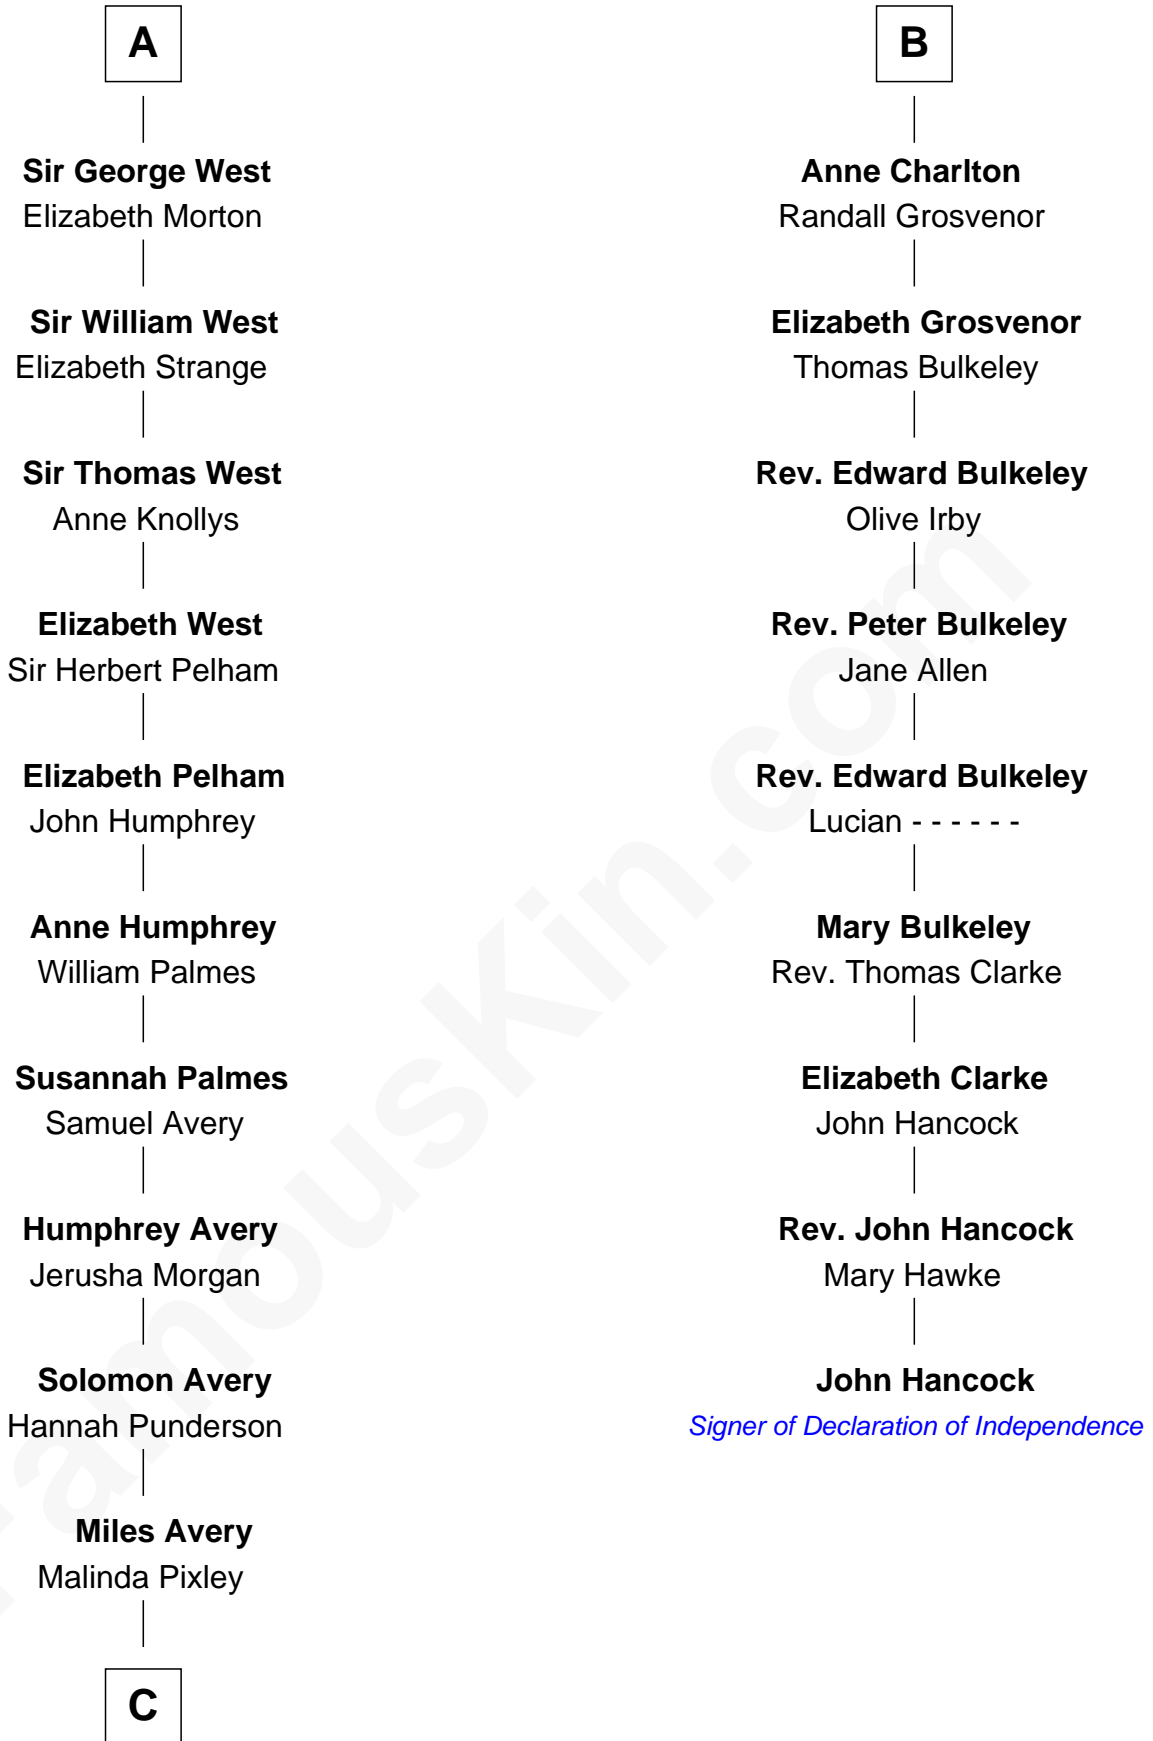 A
Sir George West
Elizabeth Morton
Sir William West
Elizabeth Strange
Sir Thomas West
Anne Knollys
Elizabeth West
Sir Herbert Pelham
Elizabeth Pelham
John Humphrey
Anne Humphrey
William Palmes
Susannah Palmes
Samuel Avery
Humphrey Avery
Jerusha Morgan
Solomon Avery
Hannah Punderson
Miles Avery
Malinda Pixley
C
B
Anne Charlton
Randall Grosvenor
Elizabeth Grosvenor
Thomas Bulkeley
Rev. Edward Bulkeley
Olive Irby
Rev. Peter Bulkeley
Jane Allen
Rev. Edward Bulkeley
Lucian - - - - - -
Mary Bulkeley
Rev. Thomas Clarke
Elizabeth Clarke
John Hancock
Rev. John Hancock
Mary Hawke
John Hancock
Signer of Declaration of Independence
FamousKin.com